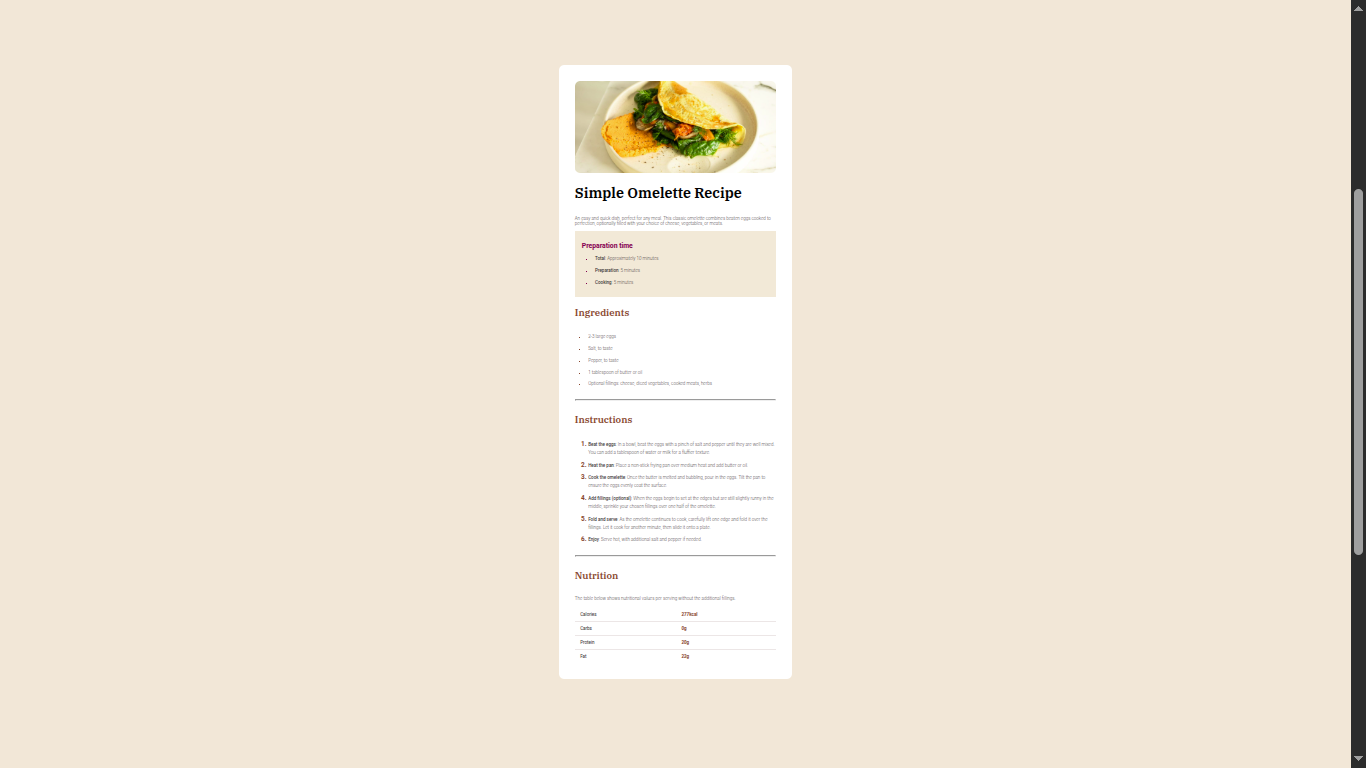 Simple Omelette Recipe
An easy and quick dish, perfect for any meal. This classic omelette combines beaten eggs cooked to
perfection, optionally filled with your choice of cheese, vegetables, or meats.
Preparation time
Total: Approximately 10 minutes
Preparation: 5 minutes
Cooking: 5 minutes
Ingredients
2-3 large eggs
Salt, to taste
Pepper, to taste
1 tablespoon of butter or oil
Optional fillings: cheese, diced vegetables, cooked meats, herbs
Instructions
1. Beat the eggs: In a bowl, beat the eggs with a pinch of salt and pepper until they are well mixed.
You can add a tablespoon of water or milk for a fluffier texture.
2. Heat the pan: Place a non-stick frying pan over medium heat and add butter or oil.
3. Cook the omelette: Once the butter is melted and bubbling, pour in the eggs. Tilt the pan to
ensure the eggs evenly coat the surface.
4. Add fillings (optional): When the eggs begin to set at the edges but are still slightly runny in the
middle, sprinkle your chosen fillings over one half of the omelette.
5. Fold and serve: As the omelette continues to cook, carefully lift one edge and fold it over the
fillings. Let it cook for another minute, then slide it onto a plate.
6. Enjoy: Serve hot, with additional salt and pepper if needed.
Nutrition
The table below shows nutritional values per serving without the additional fillings.
Calories 277kcal
Carbs 0g
Protein 20g
Fat 22g